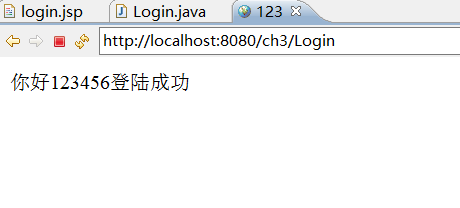 login.jsp Login.java 123
http://localhost:8080/ch3/Login
你好123456登陆成功